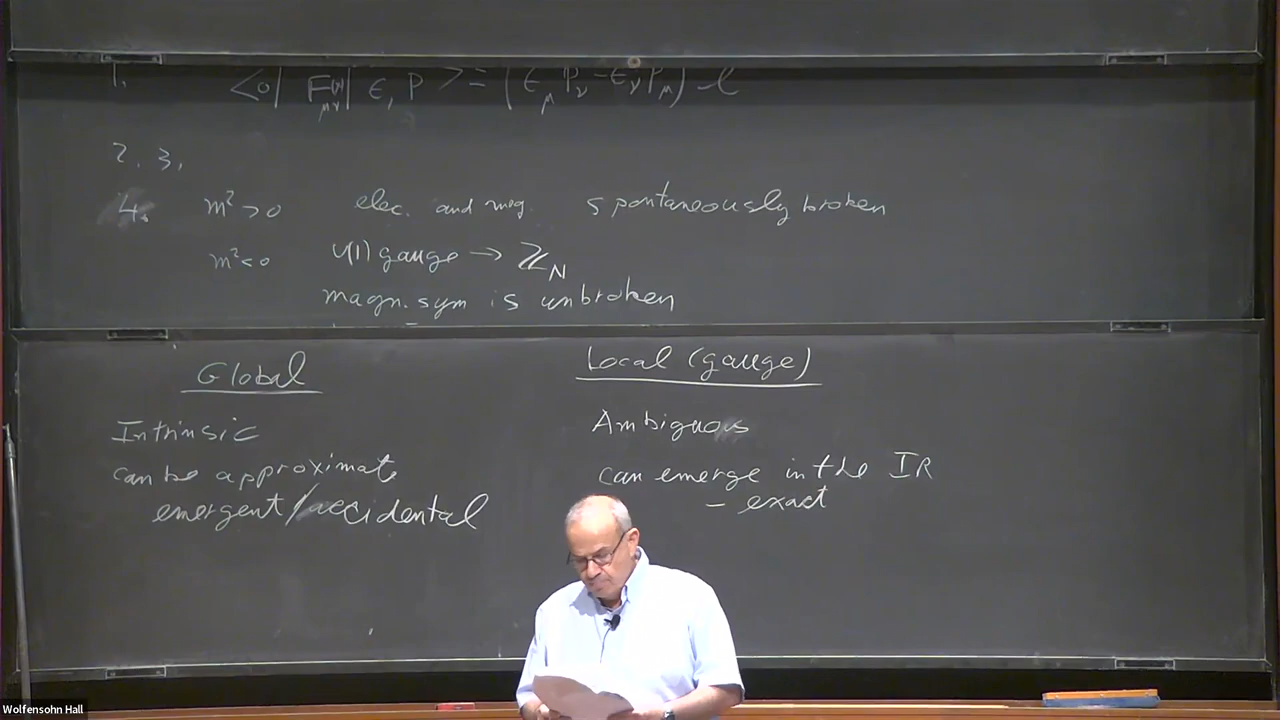 1. <0| F_{μν}(x) | ε, P > = (ε_μ P_ν - ε_ν P_μ)
2. 3.
4. m² > 0 elec. and mag. spontaneously broken
m² < 0 U(1) gauge → ℤ_N
magn. sym is unbroken
Global Local (gauge)
Intrinsic Ambiguous
can be approximate can emerge in the IR
emergent/accidental - exact
Wolfensohn Hall